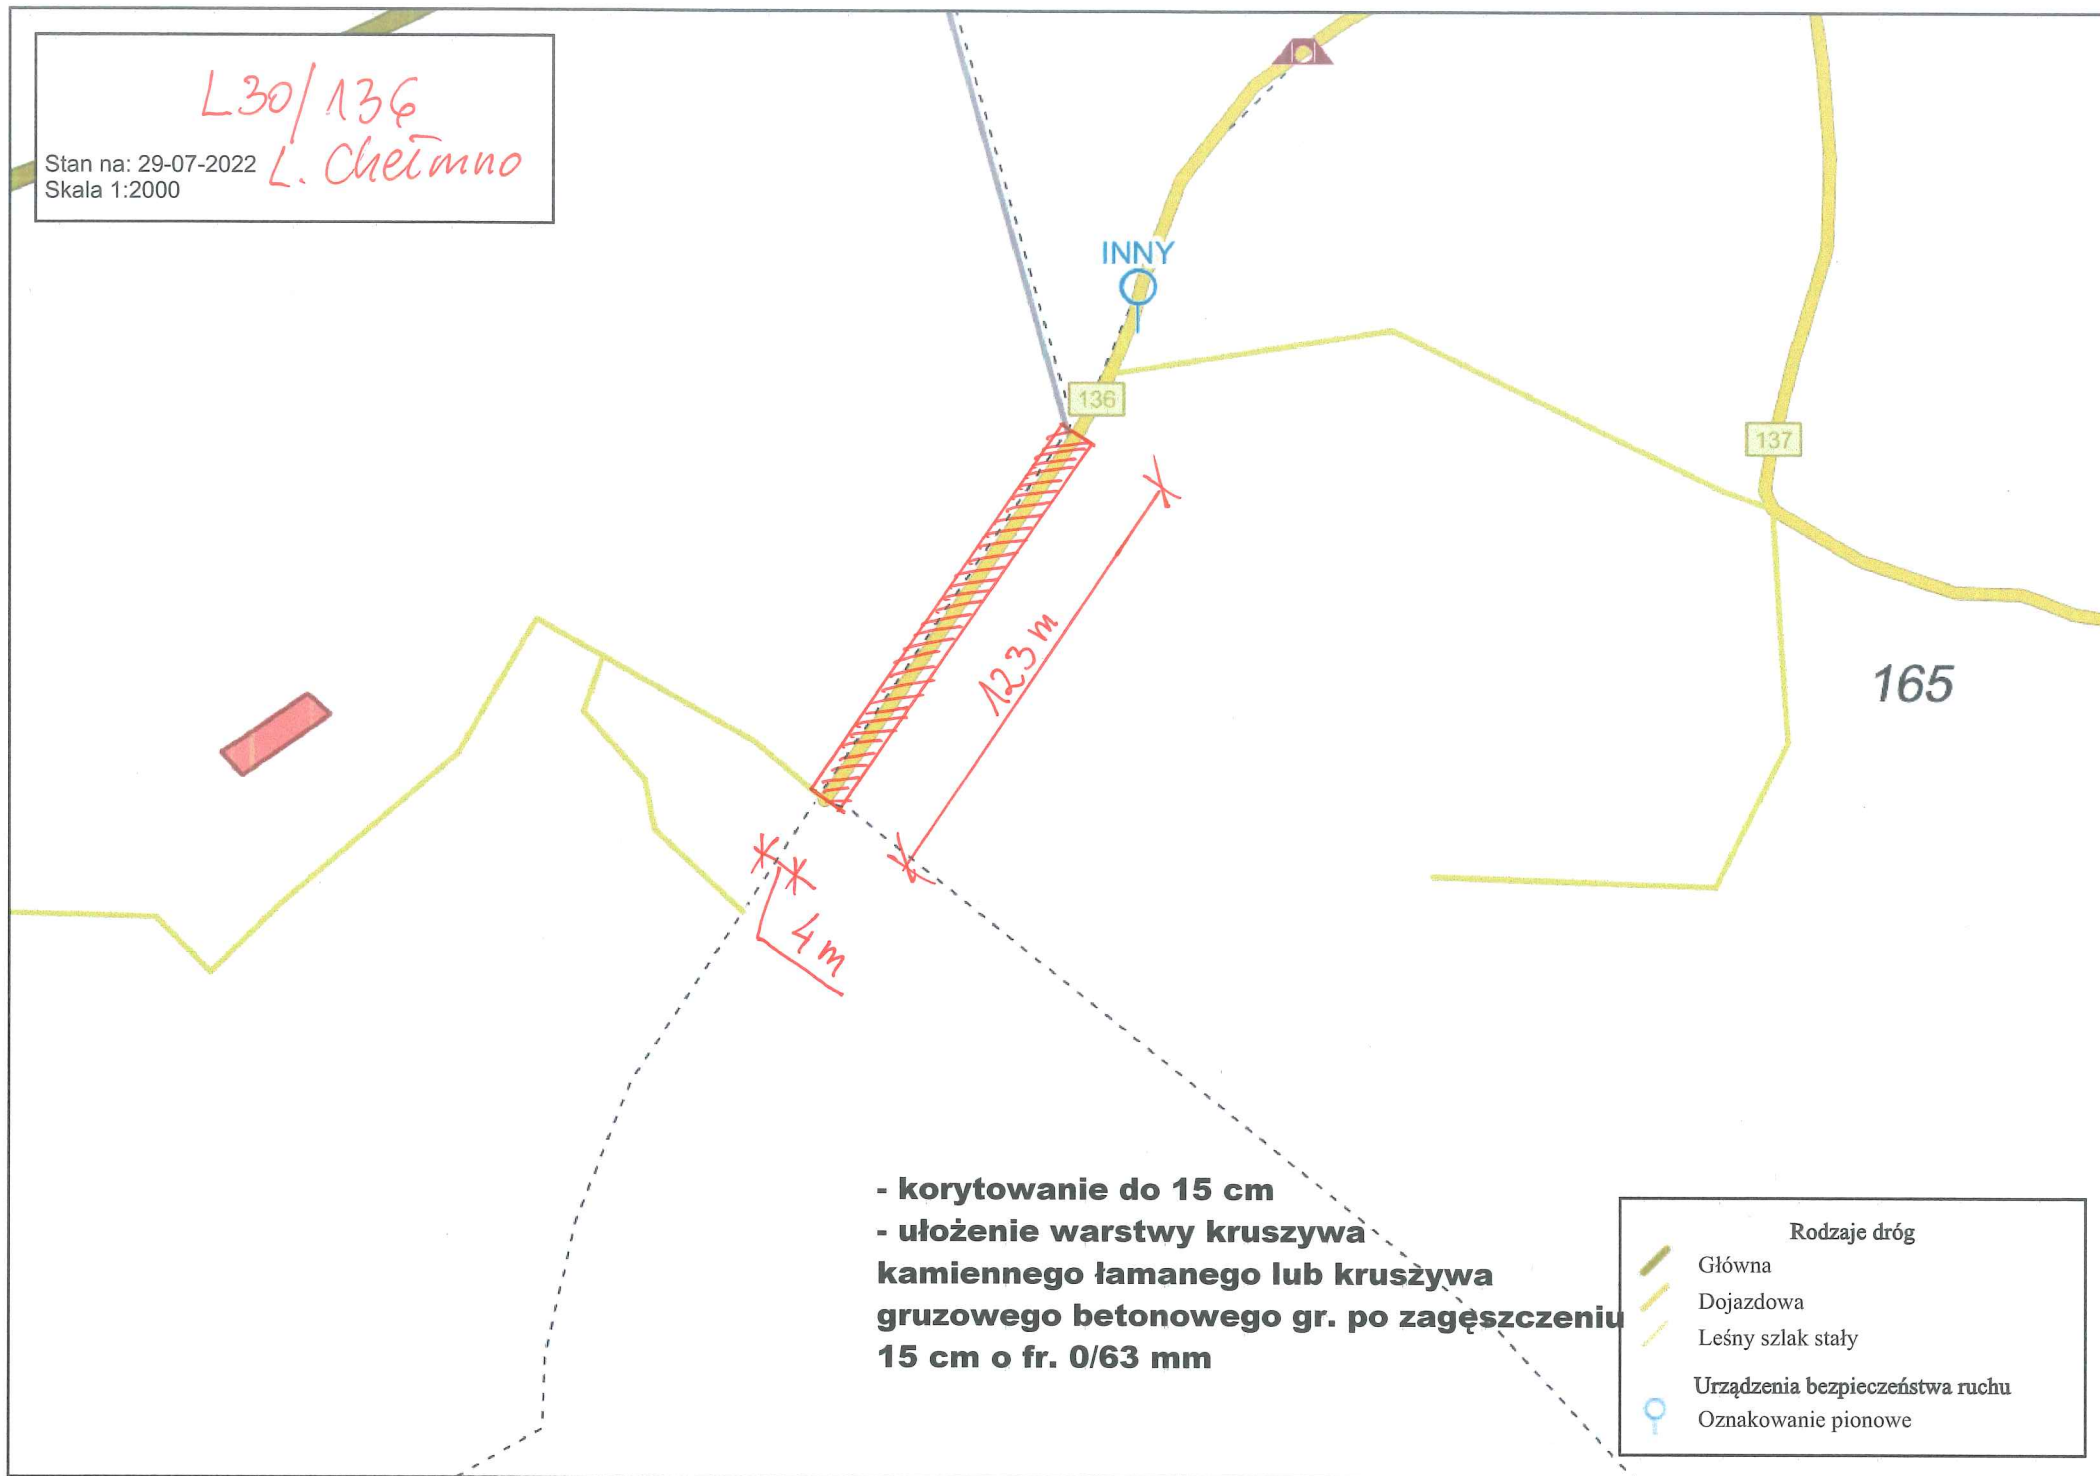 L30/136
L. Chełmno
Stan na: 29-07-2022
Skala 1:2000
INNY
136
137
123 m
165
4 m
- korytowanie do 15 cm
- ułożenie warstwy kruszywa
kamiennego łamanego lub kruszywa
gruzowego betonowego gr. po zagęszczeniu
15 cm o fr. 0/63 mm
Rodzaje dróg
Główna
Dojazdowa
Leśny szlak stały
Urządzenia bezpieczeństwa ruchu
Oznakowanie pionowe